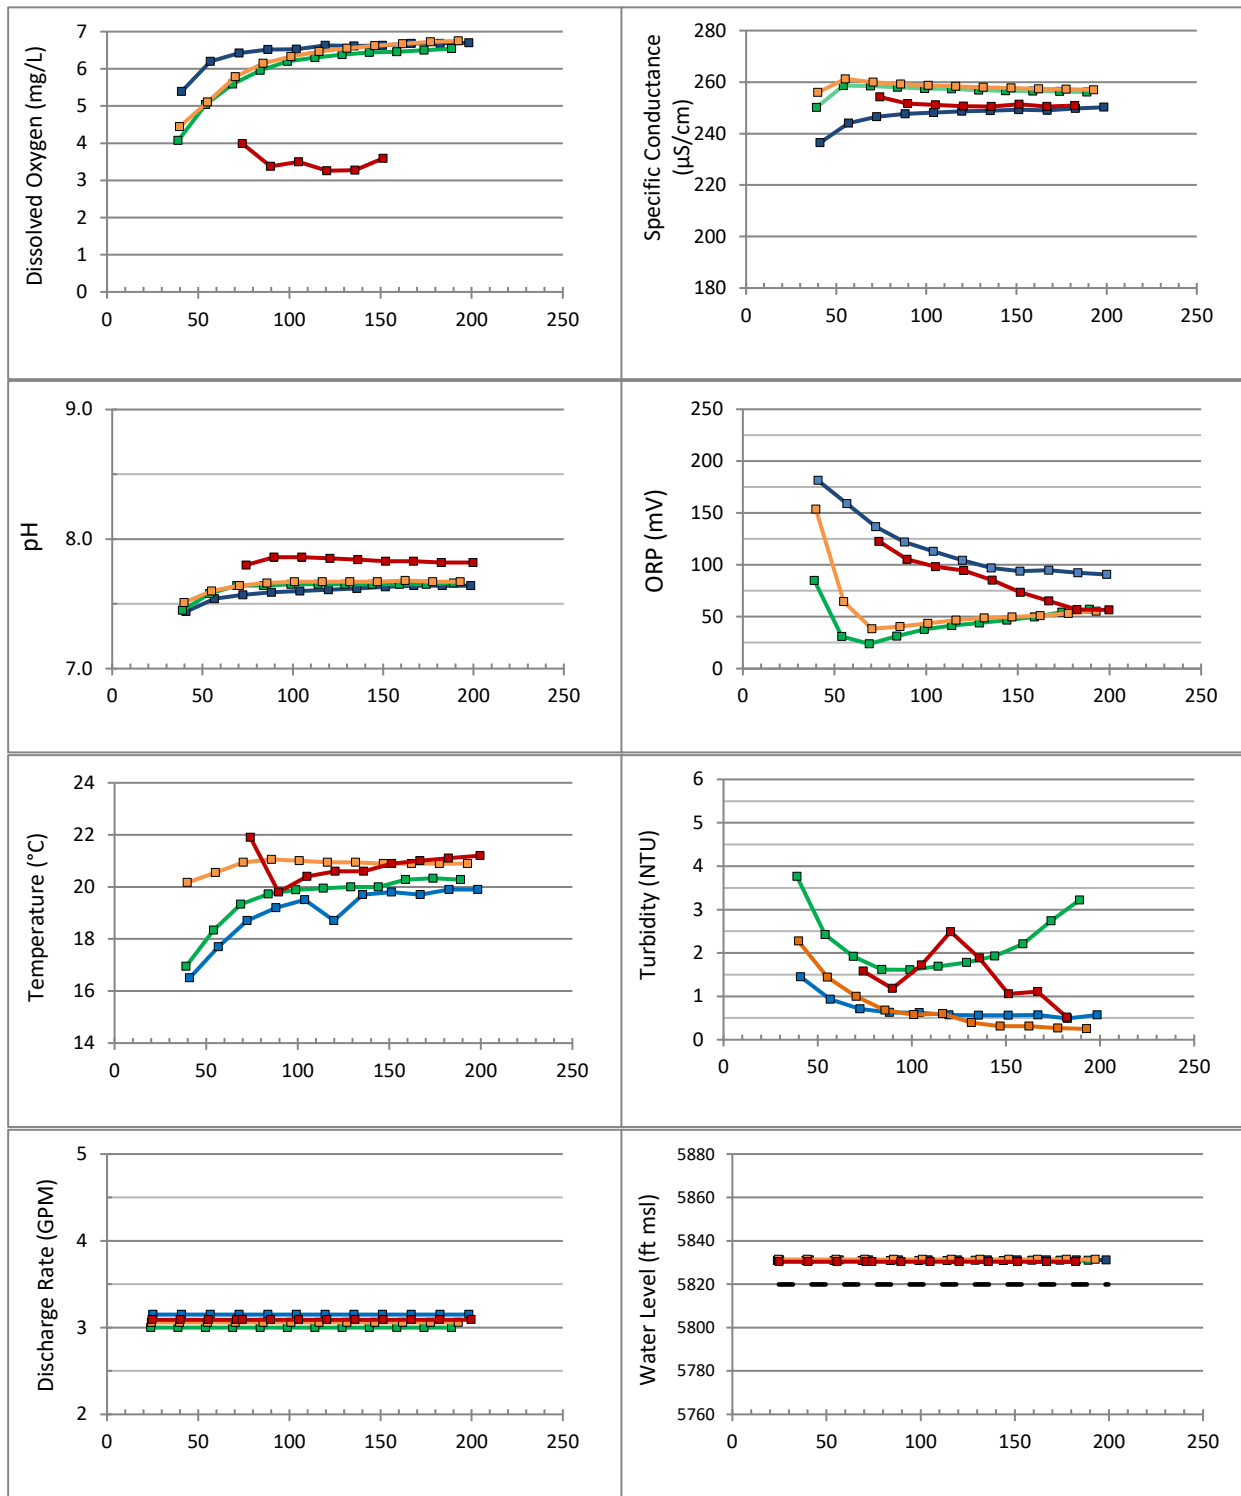 Dissolved Oxygen (mg/L)
7
6
5
4
3
2
1
0
0 50 100 150 200 250
Specific Conductance
(µS/cm)
280
260
240
220
200
180
0 50 100 150 200 250
pH
9.0
8.0
7.0
0 50 100 150 200 250
ORP (mV)
250
200
150
100
50
0
0 50 100 150 200 250
Temperature (°C)
24
22
20
18
16
14
0 50 100 150 200 250
Turbidity (NTU)
6
5
4
3
2
1
0
0 50 100 150 200 250
Discharge Rate (GPM)
5
4
3
2
0 50 100 150 200 250
Water Level (ft msl)
5880
5860
5840
5820
5800
5780
5760
0 50 100 150 200 250